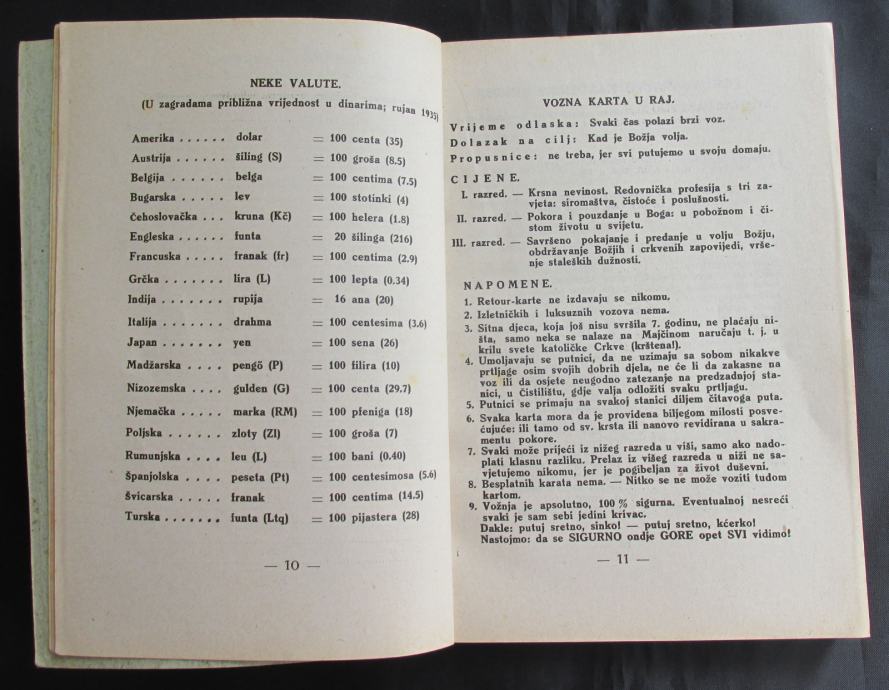 NEKE VALUTE.
(U zagradama približna vrijednost u dinarima; rujan 1935)
Amerika . . . . . . dolar = 100 centa (35)
Austrija . . . . . . šiling (S) = 100 groša (8.5)
Belgija . . . . . . belga = 100 centima (7.5)
Bugarska . . . . . lev = 100 stotinki (4)
Čehoslovačka . . . kruna (Kč) = 100 helera (1.8)
Engleska . . . . . . funta = 20 šilinga (216)
Francuska . . . . . franak (fr) = 100 centima (2.9)
Grčka . . . . . . lira (L) = 100 lepta (0.34)
Indija . . . . . . rupija = 16 ana (20)
Italija . . . . . . drahma = 100 centesima (3.6)
Japan . . . . . . yen = 100 sena (26)
Madžarska . . . . . pengö (P) = 100 filira (10)
Nizozemska . . . . gulden (G) = 100 centa (29.7)
Njemačka . . . . . marka (RM) = 100 pfeniga (18)
Poljska . . . . . . zloty (Zl) = 100 groša (7)
Rumunjska . . . . . leu (L) = 100 bani (0.40)
Španjolska . . . . . peseta (Pt) = 100 centesimosa (5.6)
Švicarska . . . . . franak = 100 centima (14.5)
Turska . . . . . . . funta (Ltq) = 100 pijastera (28)
— 10 —
VOZNA KARTA U RAJ.
Vrijeme odlaska: Svaki čas polazi brzi voz.
Dolazak na cilj: Kad je Božja volja.
Propusnice: ne treba, jer svi putujemo u svoju domaju.
CIJENE.
I. razred. — Krsna nevinost. Redovnička profesija s tri za-
vjeta: siromaštva, čistoće i poslušnosti.
II. razred. — Pokora i pouzdanje u Boga: u pobožnom i či-
stom životu u svijetu.
III. razred. — Savršeno pokajanje i predanje u volju Božju,
obdržavanje Božjih i crkvenih zapovijedi, vrše-
nje staleških dužnosti.
NAPOMENE.
1. Retour-karte ne izdavaju se nikomu.
2. Izletničkih i luksuznih vozova nema.
3. Sitna djeca, koja još nisu svršila 7. godinu, ne plaćaju ni-
šta, samo neka se nalaze na Majčinom naručaju t. j. u
krilu svete katoličke Crkve (krštena!).
4. Umoljavaju se putnici, da ne uzimaju sa sobom nikakve
prtljage osim svojih dobrih djela, ne će li da zakasne na
voz ili da osjete neugodno zatezanje na predzadnjoj sta-
nici, u Čistilištu, gdje valja odložiti svaku prtljagu.
5. Putnici se primaju na svakoj stanici diljem čitavoga puta.
6. Svaka karta mora da je providena biljegom milosti posve-
ćujuće: ili tamo od sv. krsta ili nanovo revidirana u sakra-
mentu pokore.
7. Svaki može prijeći iz nižeg razreda u viši, samo ako nado-
plati klasnu razliku. Prelaz iz višeg razreda u niži ne sa-
vjetujemo nikomu, jer je pogibeljan za život duševni.
8. Besplatnih karata nema. — Nitko se ne može voziti tudom
kartom.
9. Vožnja je apsolutno, 100 % sigurna. Eventualnoj nesreći
svaki je sam sebi jedini krivac.
Dakle: putuj sretno, sinko! — putuj sretno, kćerko!
Nastojmo: da se SIGURNO ondje GORE opet SVI vidimo!
— 11 —